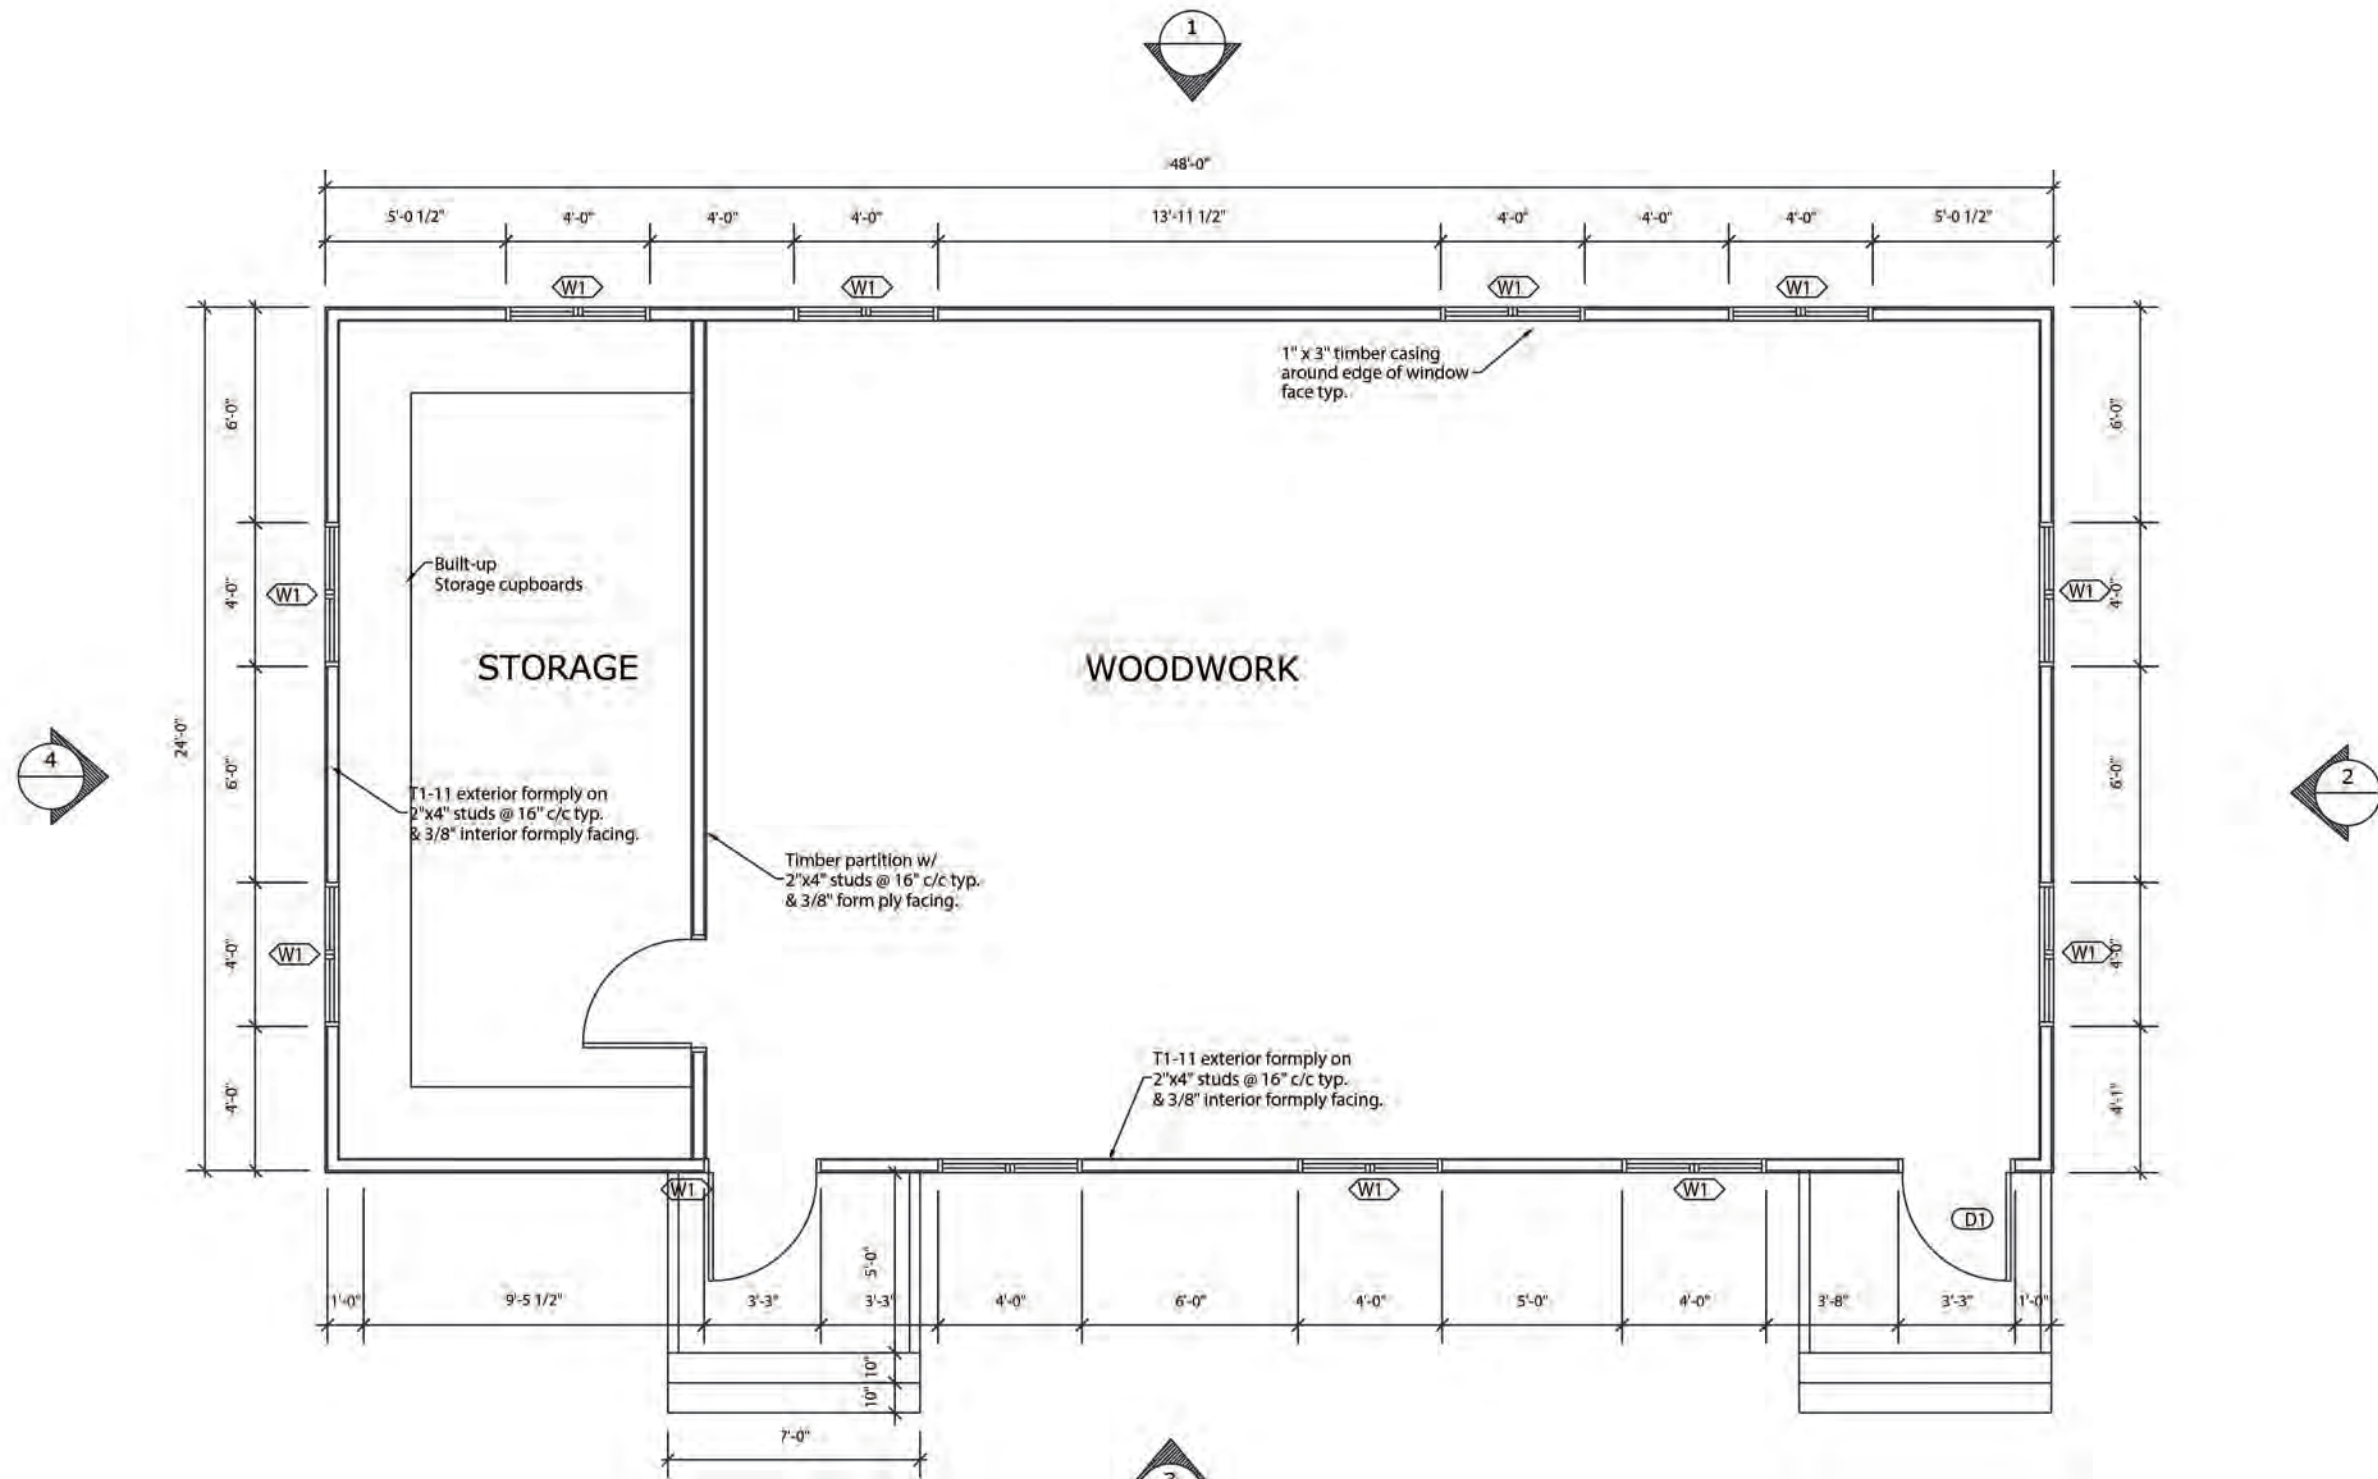 1
48'-0"
5'-0 1/2"
4'-0"
4'-0"
4'-0"
13'-11 1/2"
4'-0"
4'-0"
4'-0"
5'-0 1/2"
W1
W1
W1
W1
1" x 3" timber casing
around edge of window
face typ.
24'-0"
6'-0"
4'-0"
6'-0"
4'-0"
4'-0"
W1
W1
4
Built-up
Storage cupboards
STORAGE
WOODWORK
T1-11 exterior formply on
2"x4" studs @ 16" c/c typ.
& 3/8" interior formply facing.
Timber partition w/
2"x4" studs @ 16" c/c typ.
& 3/8" form ply facing.
T1-11 exterior formply on
2"x4" studs @ 16" c/c typ.
& 3/8" interior formply facing.
6'-0"
W1
4'-0"
6'-0"
W1
4'-0"
4'-1"
2
W1
W1
W1
D1
5'-0"
1'-0"
9'-5 1/2"
3'-3"
3'-3"
4'-0"
6'-0"
4'-0"
5'-0"
4'-0"
3'-8"
3'-3"
1'-0"
10"
10"
7'-0"